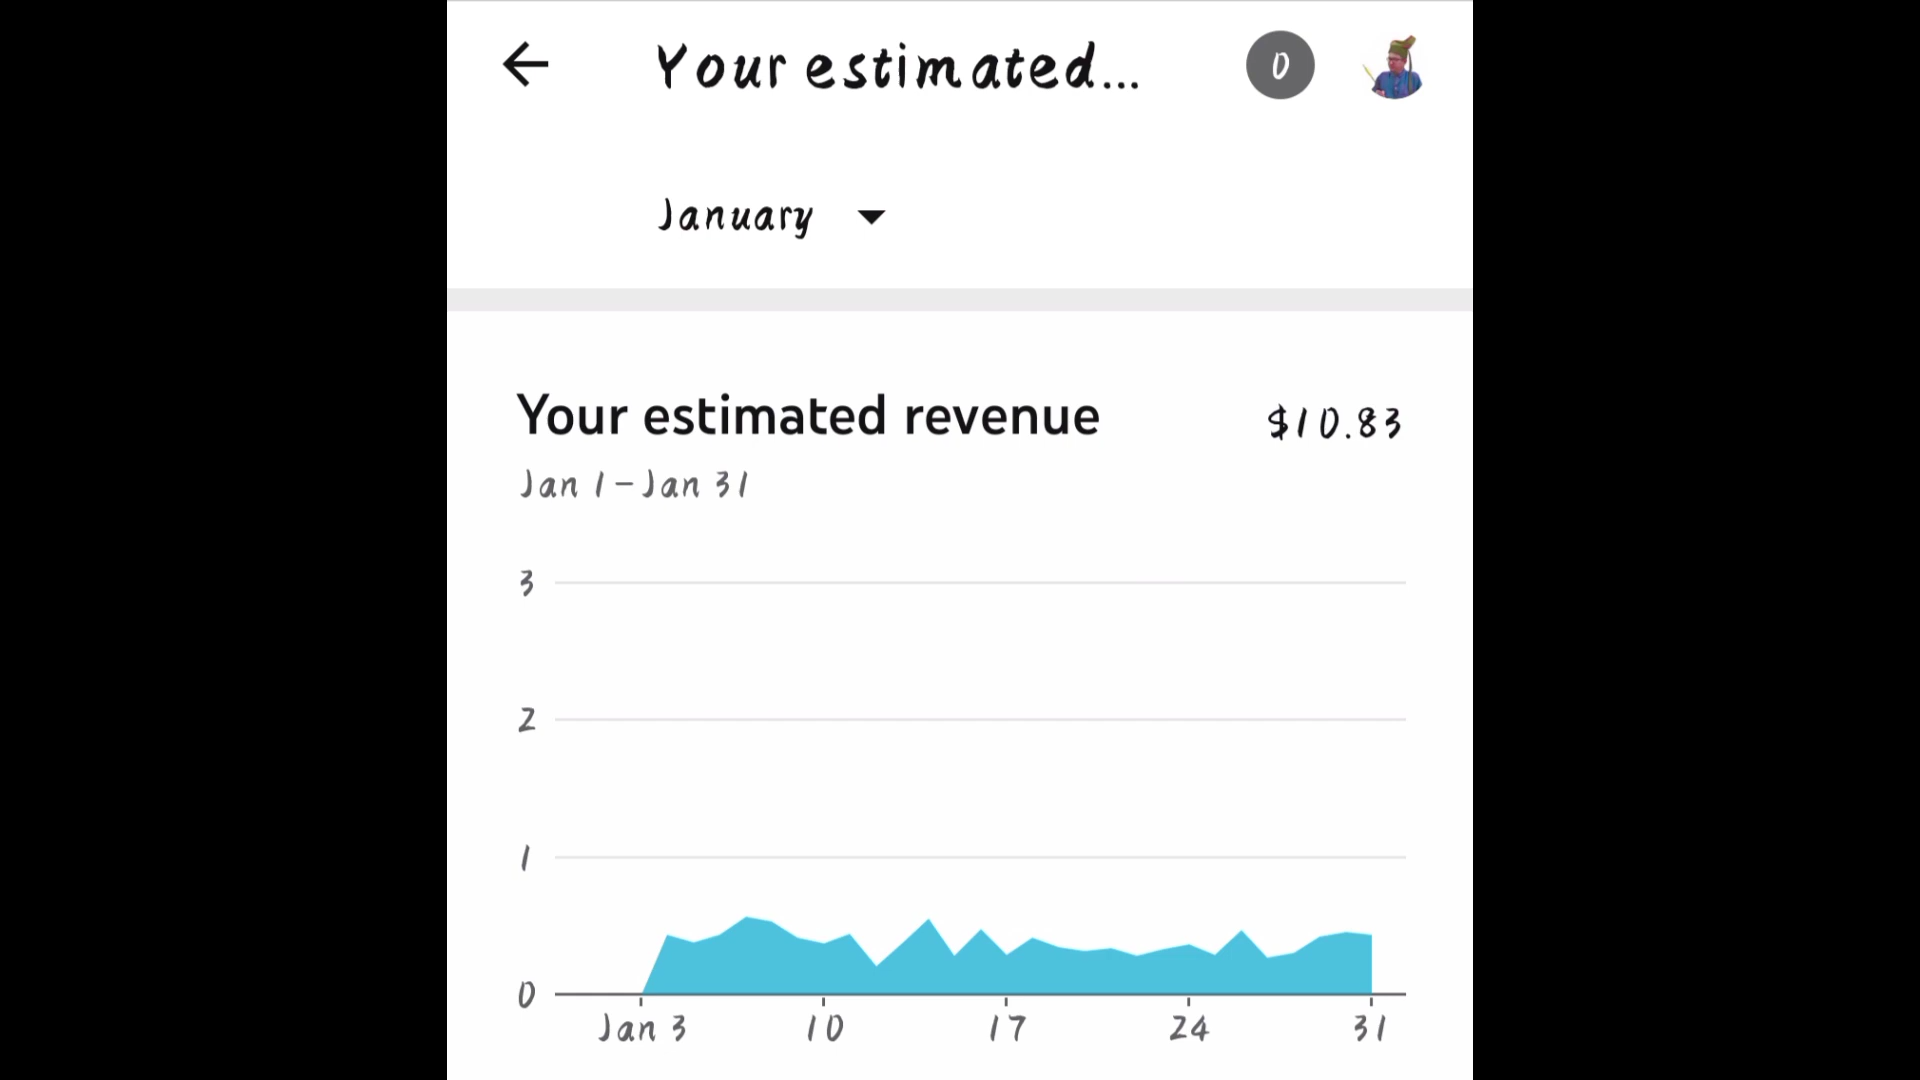 Your estimated...
0
January
Your estimated revenue
$10.83
Jan 1–Jan 31
3
2
1
0
Jan 3 10 17 24 31